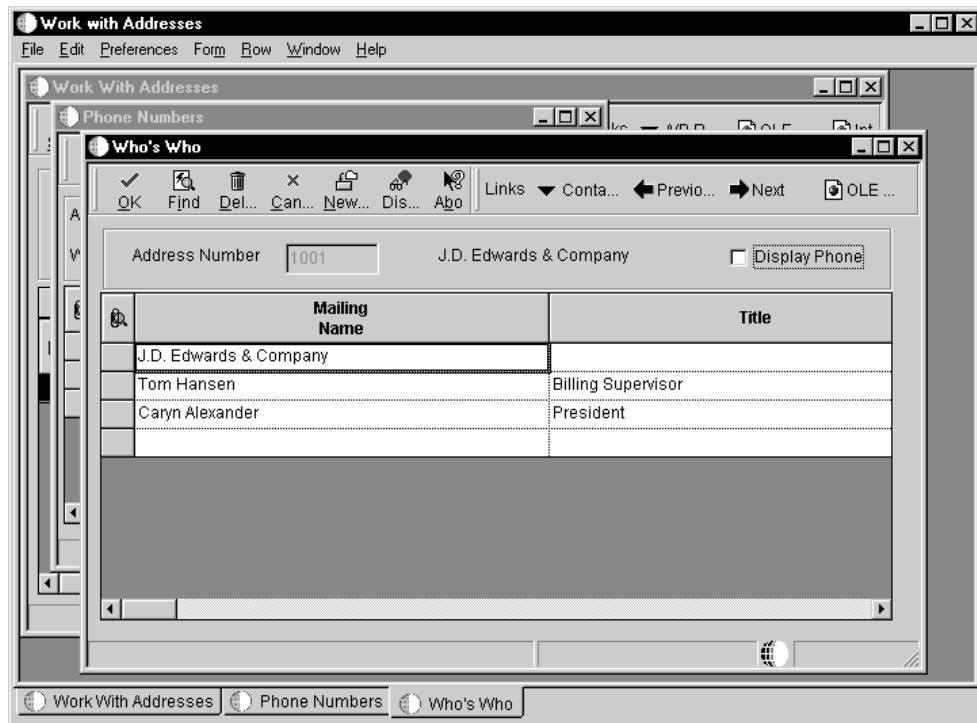 Work with Addresses
File Edit Preferences Form Row Window Help
Work With Addresses
Phone Numbers
OLE Int
Who's Who
OK Find Del... Can... New... Dis... Abo Links Conta... Previo... Next OLE ...
Address Number 1001 J.D. Edwards & Company Display Phone
Mailing Name Title
J.D. Edwards & Company
Tom Hansen Billing Supervisor
Caryn Alexander President
Work With Addresses Phone Numbers Who's Who